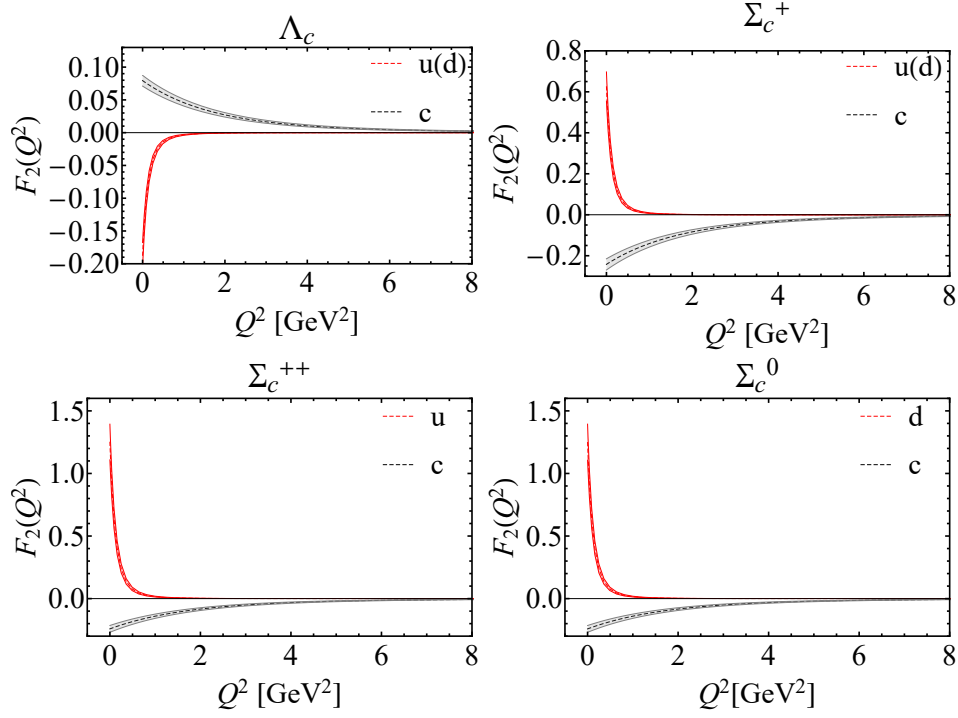 Λc
F₂(Q²)
0.10
0.05
0.00
−0.05
−0.10
−0.15
−0.20
u(d)
c
0 2 4 6 8
Q² [GeV²]
Σc⁺
F₂(Q²)
0.8
0.6
0.4
0.2
0.0
−0.2
u(d)
c
0 2 4 6 8
Q² [GeV²]
Σc⁺⁺
F₂(Q²)
1.5
1.0
0.5
0.0
u
c
0 2 4 6 8
Q² [GeV²]
Σc⁰
F₂(Q²)
1.5
1.0
0.5
0.0
d
c
0 2 4 6 8
Q²[GeV²]